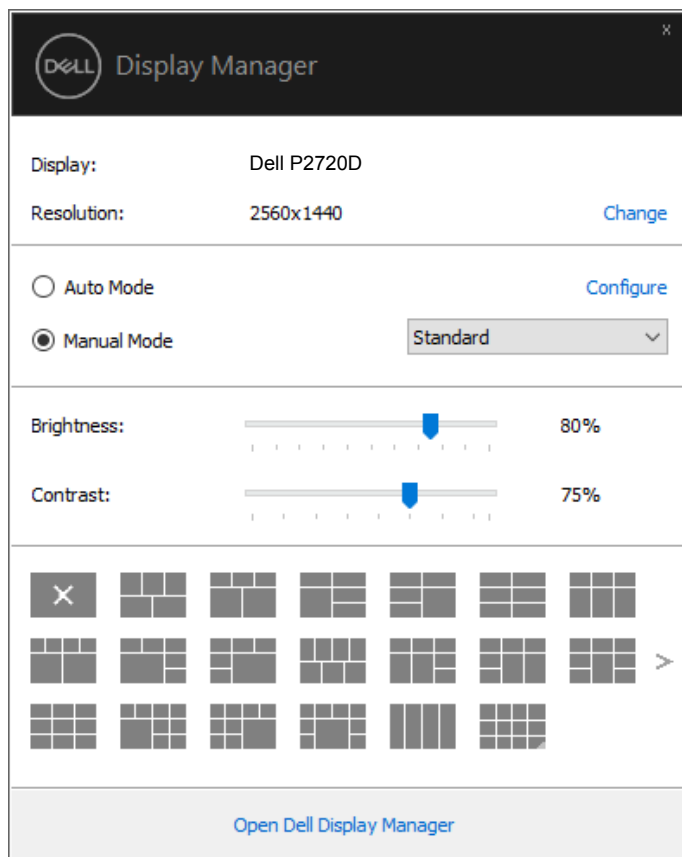 x
DELL Display Manager
Display: Dell P2720D
Resolution: 2560x1440 Change
Auto Mode Configure
Manual Mode Standard
Brightness: 80%
Contrast: 75%
>
Open Dell Display Manager